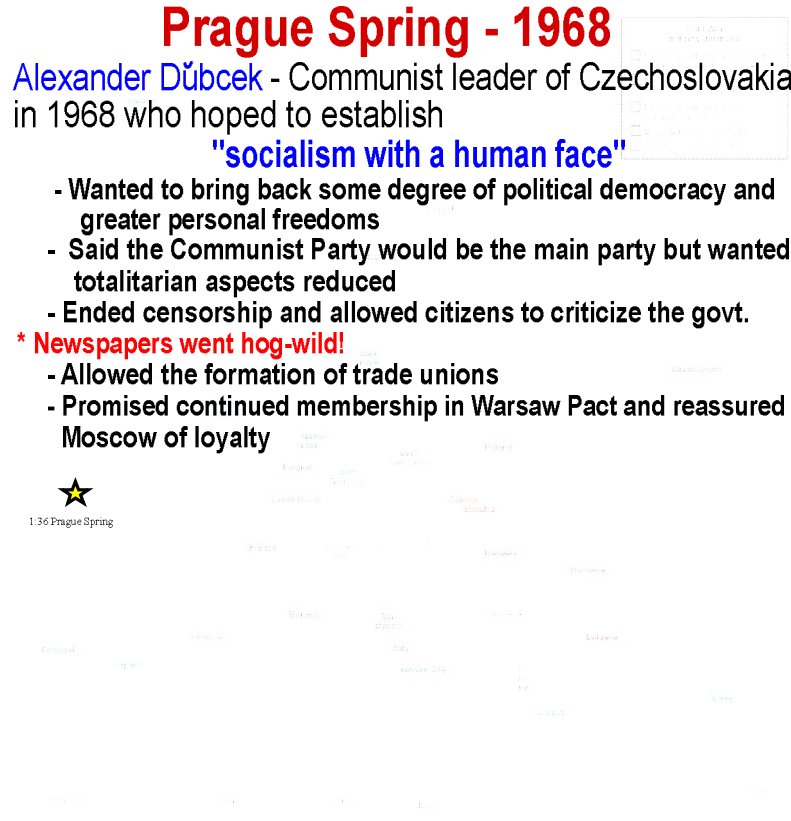 Prague Spring - 1968
Alexander Dŭbcek - Communist leader of Czechoslovakia
in 1968 who hoped to establish
"socialism with a human face"
- Wanted to bring back some degree of political democracy and
greater personal freedoms
- Said the Communist Party would be the main party but wanted
totalitarian aspects reduced
- Ended censorship and allowed citizens to criticize the govt.
* Newspapers went hog-wild!
- Allowed the formation of trade unions
- Promised continued membership in Warsaw Pact and reassured
Moscow of loyalty
1:36 Prague Spring